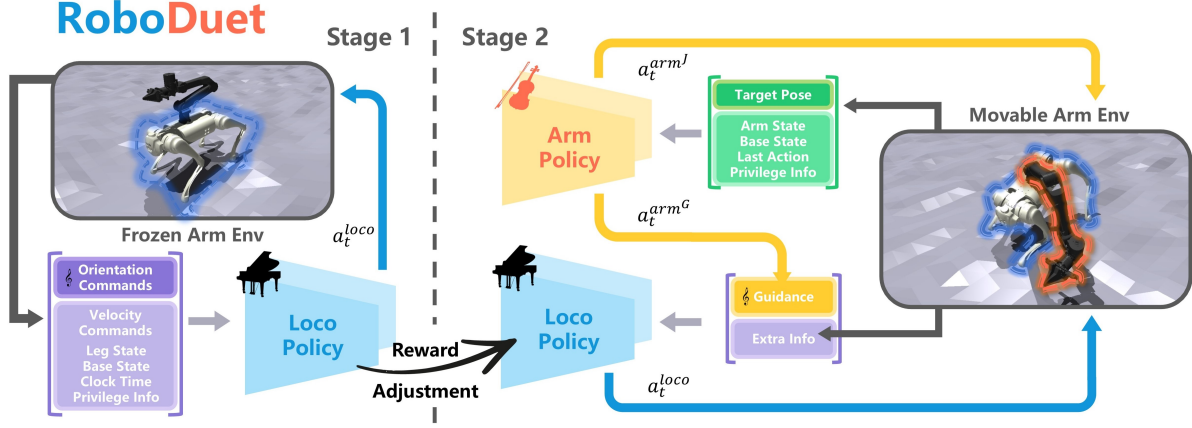 RoboDuet
Stage 1
Frozen Arm Env
Orientation
Commands
Velocity
Commands
Leg State
Base State
Clock Time
Privilege Info
a_t^{loco}
Loco
Policy
Reward
Adjustment
Stage 2
Arm
Policy
a_t^{arm^J}
Target Pose
Arm State
Base State
Last Action
Privilege Info
Movable Arm Env
a_t^{arm^G}
Loco
Policy
Guidance
Extra Info
a_t^{loco}